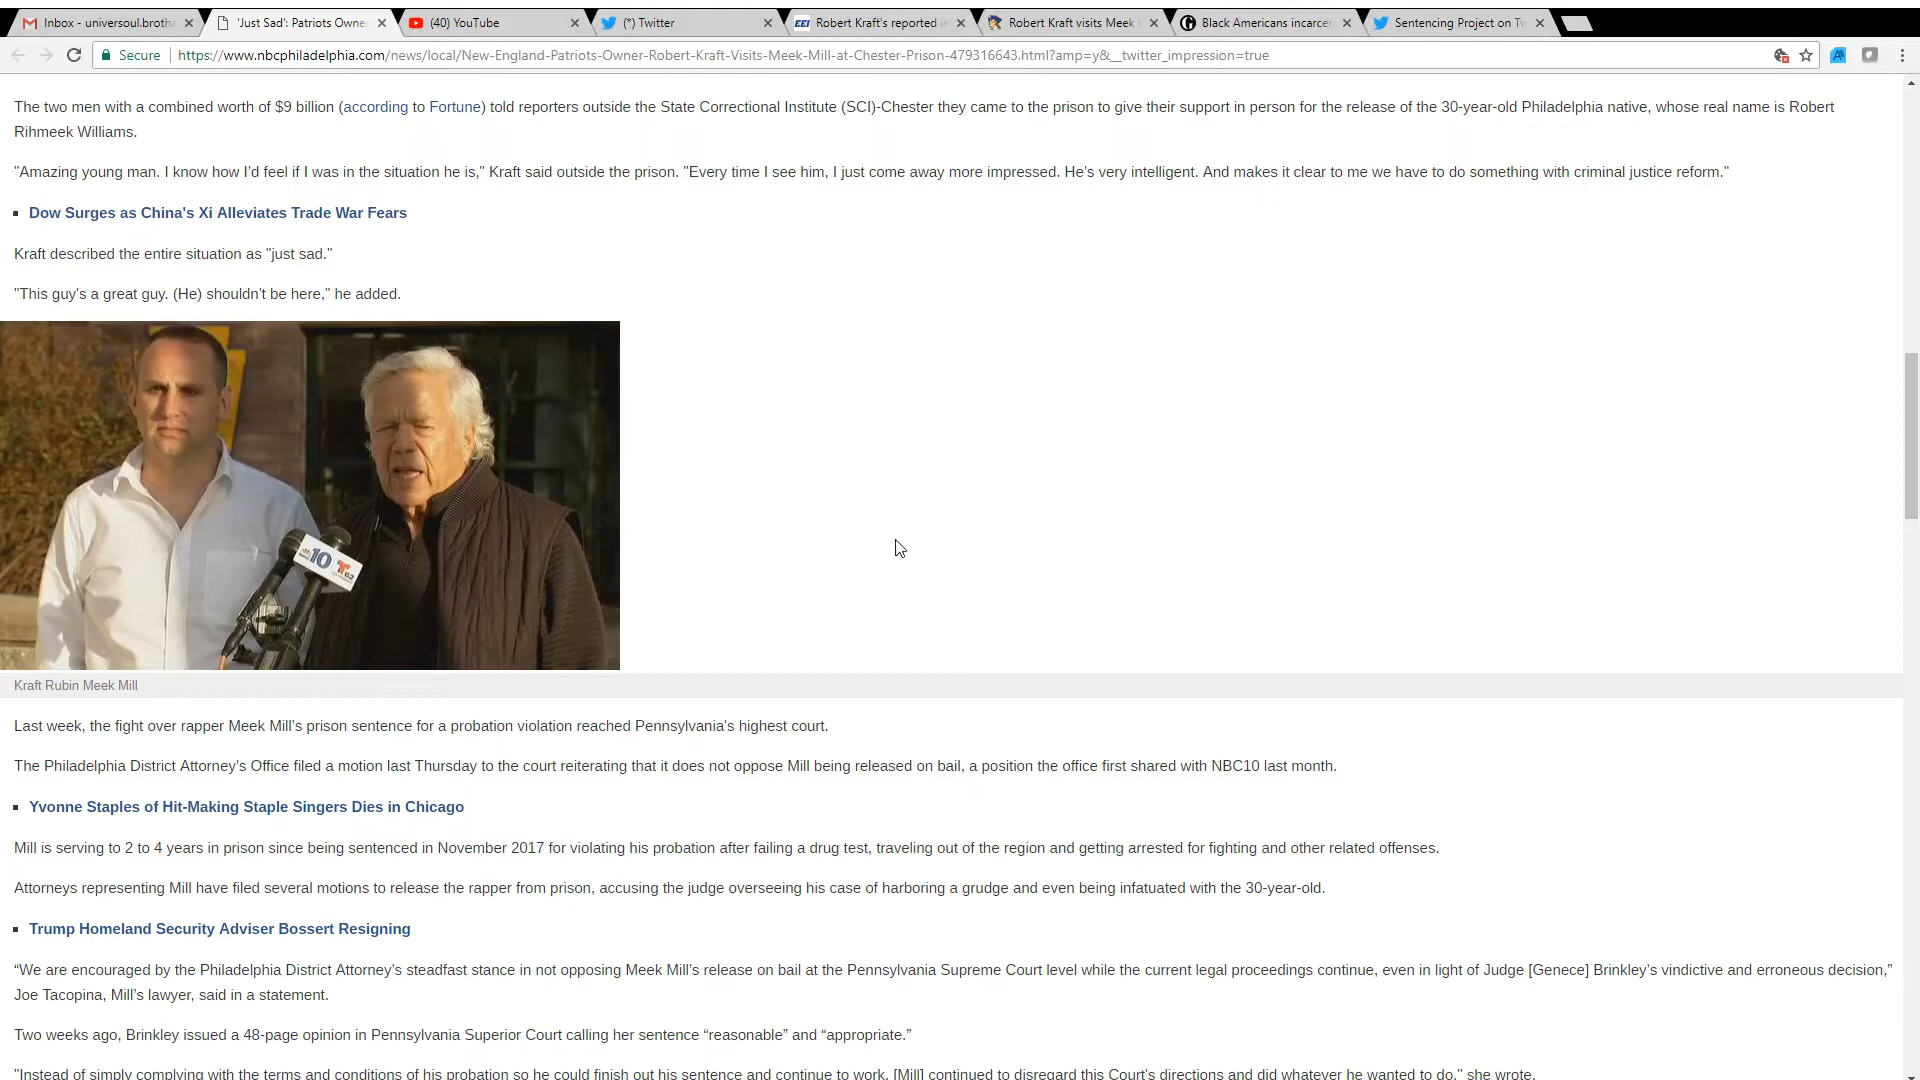 Inbox - universoul.brotha
'Just Sad': Patriots Owne
(40) YouTube
(*) Twitter
EEI Robert Kraft's reported in
Robert Kraft visits Meek
Black Americans incarcer
Sentencing Project on Tw
Secure https://www.nbcphiladelphia.com/news/local/New-England-Patriots-Owner-Robert-Kraft-Visits-Meek-Mill-at-Chester-Prison-479316643.html?amp=y&__twitter_impression=true
The two men with a combined worth of $9 billion (according to Fortune) told reporters outside the State Correctional Institute (SCI)-Chester they came to the prison to give their support in person for the release of the 30-year-old Philadelphia native, whose real name is Robert
Rihmeek Williams.
"Amazing young man. I know how I'd feel if I was in the situation he is," Kraft said outside the prison. "Every time I see him, I just come away more impressed. He's very intelligent. And makes it clear to me we have to do something with criminal justice reform."
Dow Surges as China's Xi Alleviates Trade War Fears
Kraft described the entire situation as "just sad."
"This guy's a great guy. (He) shouldn't be here," he added.
10
62
Kraft Rubin Meek Mill
Last week, the fight over rapper Meek Mill's prison sentence for a probation violation reached Pennsylvania's highest court.
The Philadelphia District Attorney's Office filed a motion last Thursday to the court reiterating that it does not oppose Mill being released on bail, a position the office first shared with NBC10 last month.
Yvonne Staples of Hit-Making Staple Singers Dies in Chicago
Mill is serving to 2 to 4 years in prison since being sentenced in November 2017 for violating his probation after failing a drug test, traveling out of the region and getting arrested for fighting and other related offenses.
Attorneys representing Mill have filed several motions to release the rapper from prison, accusing the judge overseeing his case of harboring a grudge and even being infatuated with the 30-year-old.
Trump Homeland Security Adviser Bossert Resigning
“We are encouraged by the Philadelphia District Attorney's steadfast stance in not opposing Meek Mill's release on bail at the Pennsylvania Supreme Court level while the current legal proceedings continue, even in light of Judge [Genece] Brinkley's vindictive and erroneous decision,”
Joe Tacopina, Mill's lawyer, said in a statement.
Two weeks ago, Brinkley issued a 48-page opinion in Pennsylvania Superior Court calling her sentence “reasonable” and “appropriate.”
"Instead of simply complying with the terms and conditions of his probation so he could finish out his sentence and continue to work, [Mill] continued to disregard this Court's directions and did whatever he wanted to do," she wrote.